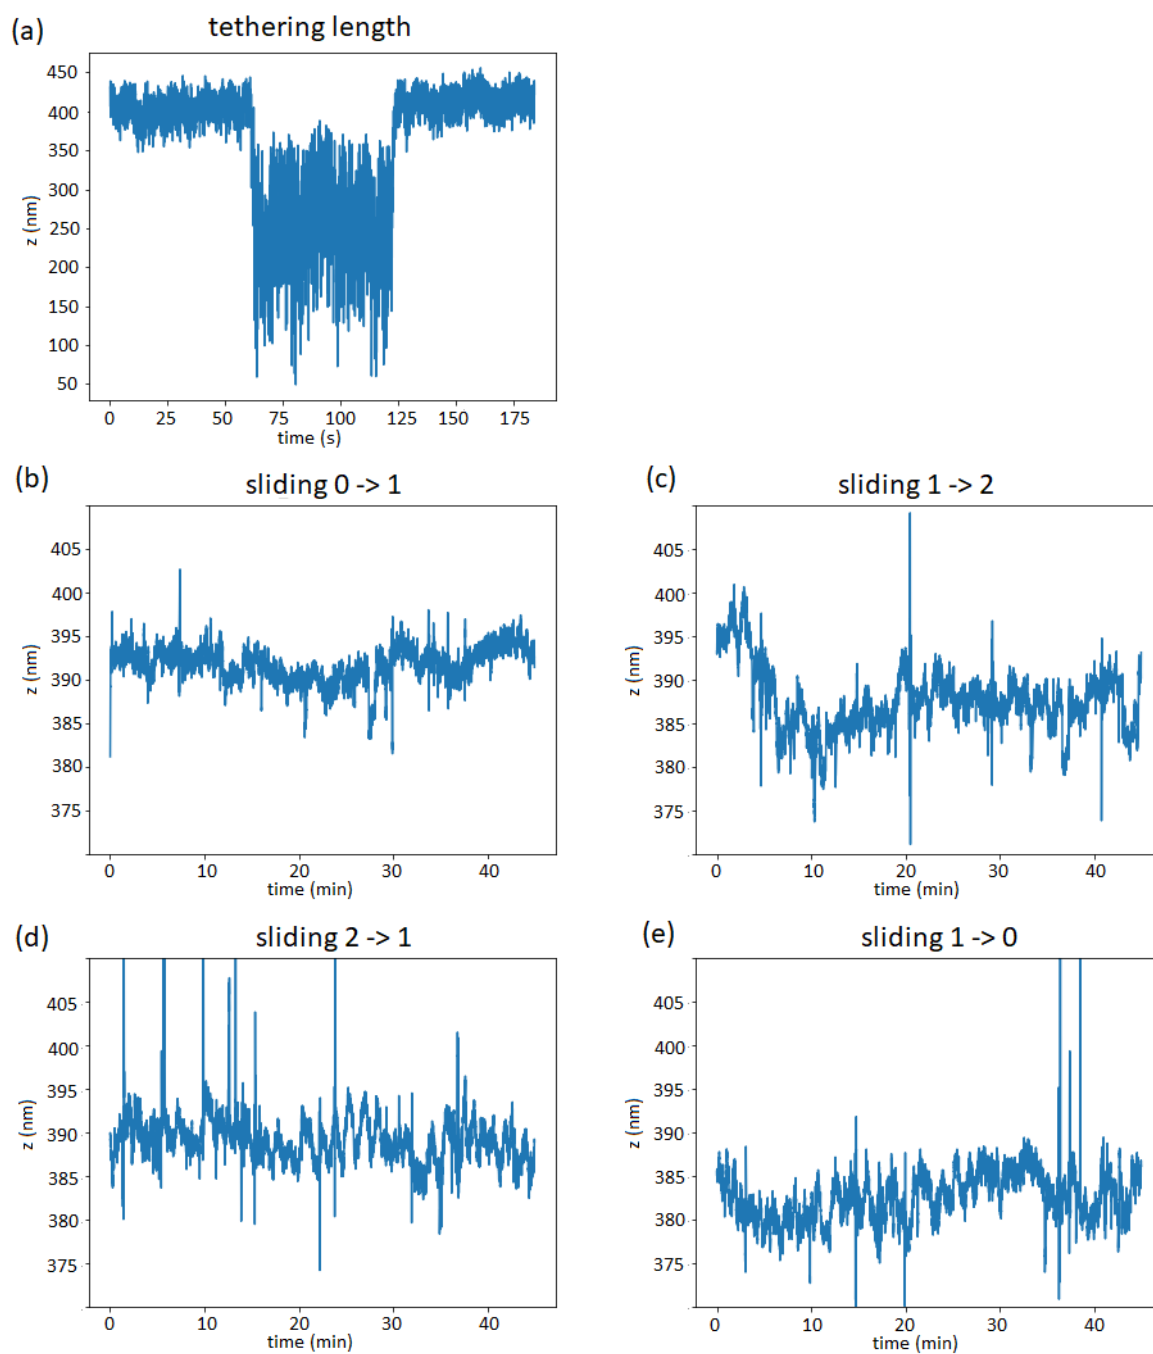 (a) tethering length
450
400
350
300
250
200
150
100
50
z (nm)
0 25 50 75 100 125 150 175
time (s)
(b) sliding 0 -> 1
405
400
395
390
385
380
375
z (nm)
0 10 20 30 40
time (min)
(c) sliding 1 -> 2
405
400
395
390
385
380
375
z (nm)
0 10 20 30 40
time (min)
(d) sliding 2 -> 1
405
400
395
390
385
380
375
z (nm)
0 10 20 30 40
time (min)
(e) sliding 1 -> 0
405
400
395
390
385
380
375
z (nm)
0 10 20 30 40
time (min)